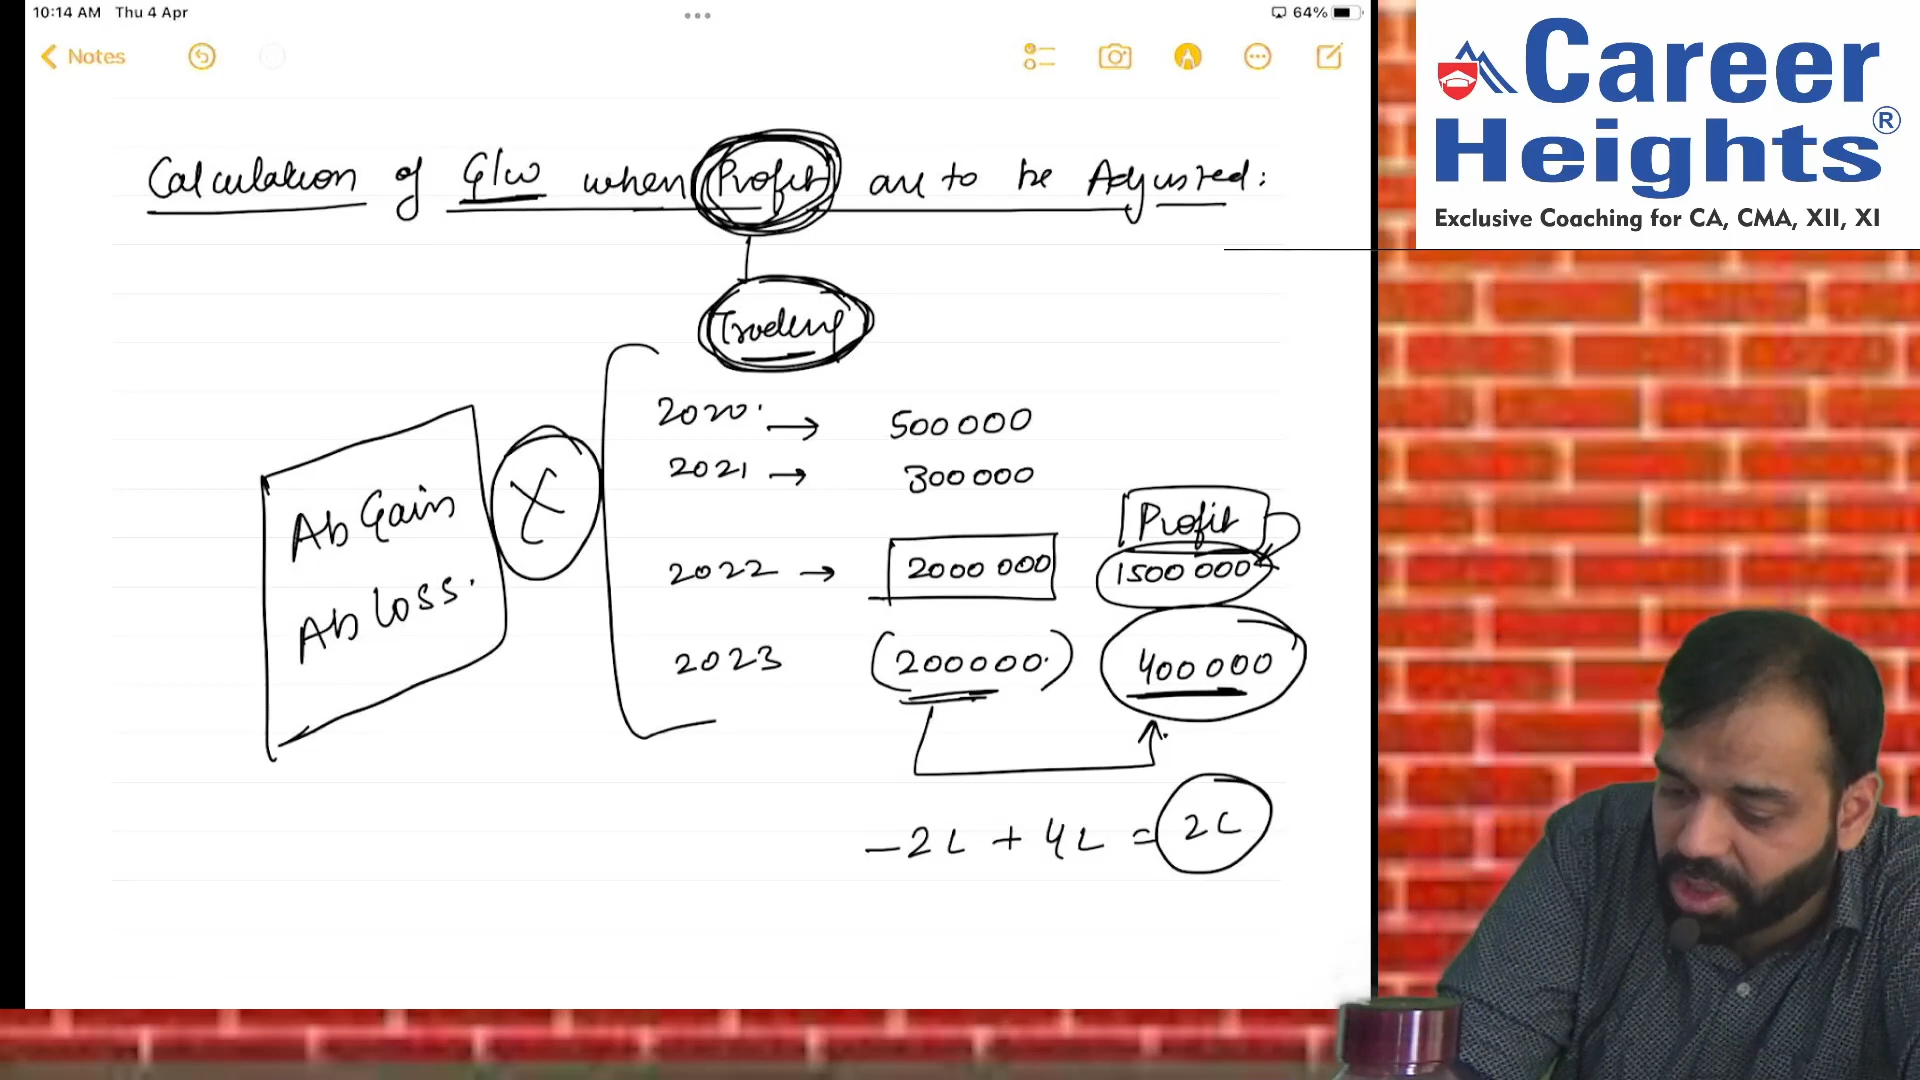 10:14 AM Thu 4 Apr
64%
Notes
Career
Heights®
Exclusive Coaching for CA, CMA, XII, XI
Calculation of G/w when Profit are to be Adjusted:
Trading
2020. → 500000
2021 → 300000
Ab Gain
Ab Loss.
X
Profit
2022 → 2000 000 1500 000
2023 (200000.) 400000
-2L + 4L = 2L